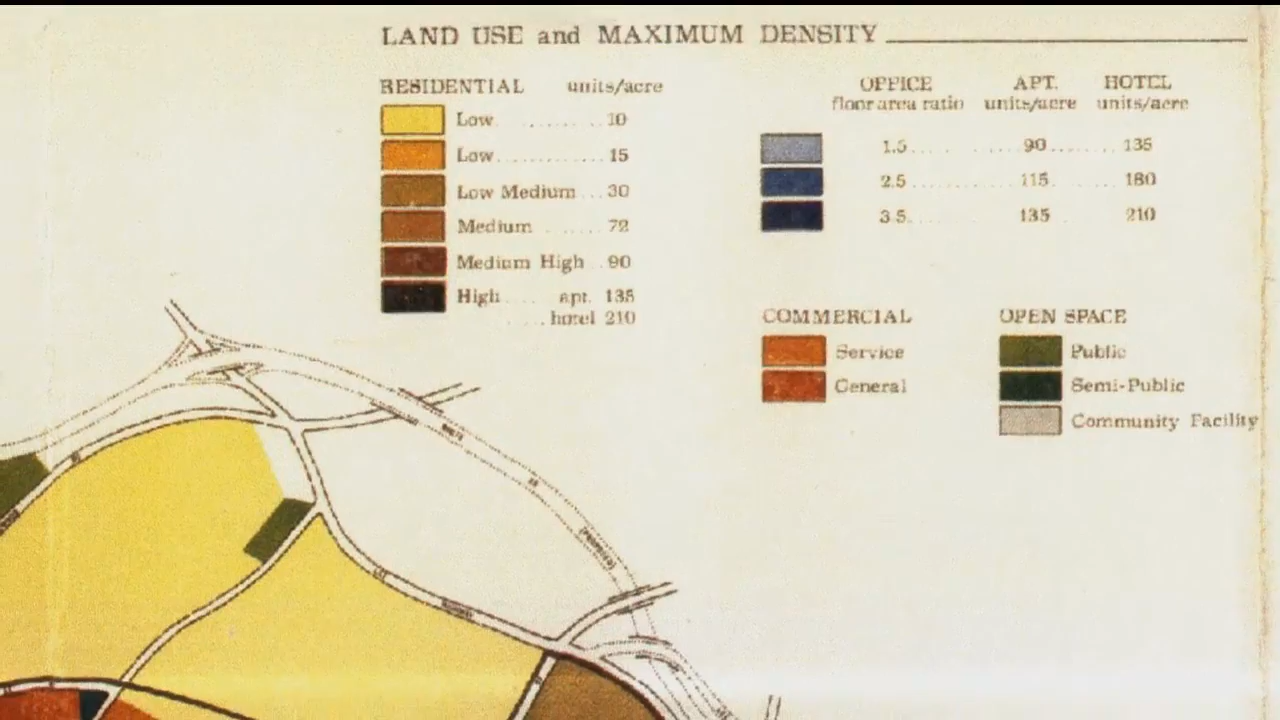 LAND USE and MAXIMUM DENSITY
RESIDENTIAL units/acre
Low 10
Low 15
Low Medium 30
Medium 72
Medium High 90
High apt. 135
hotel 210
OFFICE APT. HOTEL
floor area ratio units/acre units/acre
1.5 90 135
2.5 115 180
3.5 135 210
COMMERCIAL
Service
General
OPEN SPACE
Public
Semi-Public
Community Facility